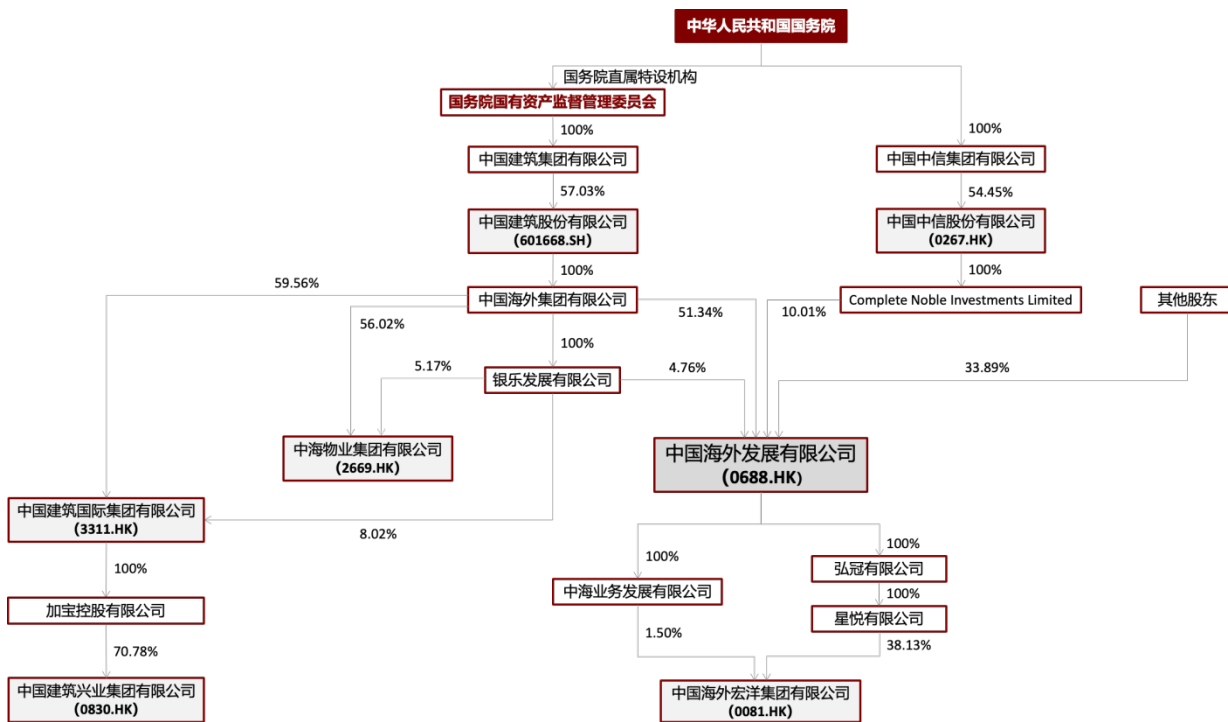 中华人民共和国国务院
国务院直属特设机构
国务院国有资产监督管理委员会
100%
100%
中国建筑集团有限公司
中国中信集团有限公司
57.03%
54.45%
中国建筑股份有限公司
(601668.SH)
中国中信股份有限公司
(0267.HK)
100%
100%
59.56%
中国海外集团有限公司
Complete Noble Investments Limited
其他股东
56.02%
51.34%
10.01%
100%
5.17%
银乐发展有限公司
4.76%
33.89%
中海物业集团有限公司
(2669.HK)
中国海外发展有限公司
(0688.HK)
中国建筑国际集团有限公司
(3311.HK)
8.02%
100%
100%
100%
弘冠有限公司
中海业务发展有限公司
100%
加宝控股有限公司
星悦有限公司
1.50%
38.13%
70.78%
中国建筑兴业集团有限公司
(0830.HK)
中国海外宏洋集团有限公司
(0081.HK)